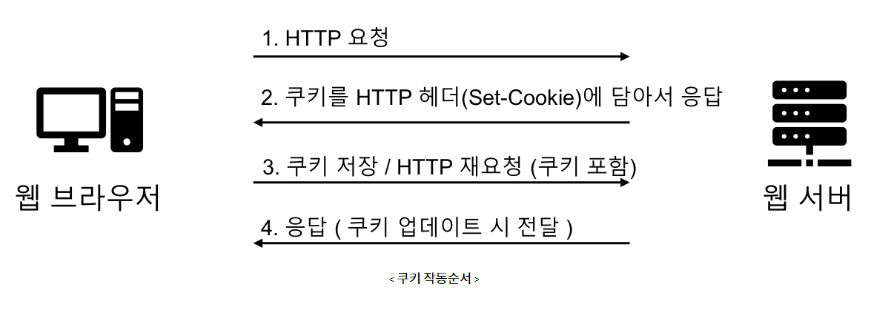 1. HTTP 요청
2. 쿠키를 HTTP 헤더(Set-Cookie)에 담아서 응답
3. 쿠키 저장 / HTTP 재요청 (쿠키 포함)
4. 응답 ( 쿠키 업데이트 시 전달 )
웹 브라우저
웹 서버
< 쿠키 작동순서 >